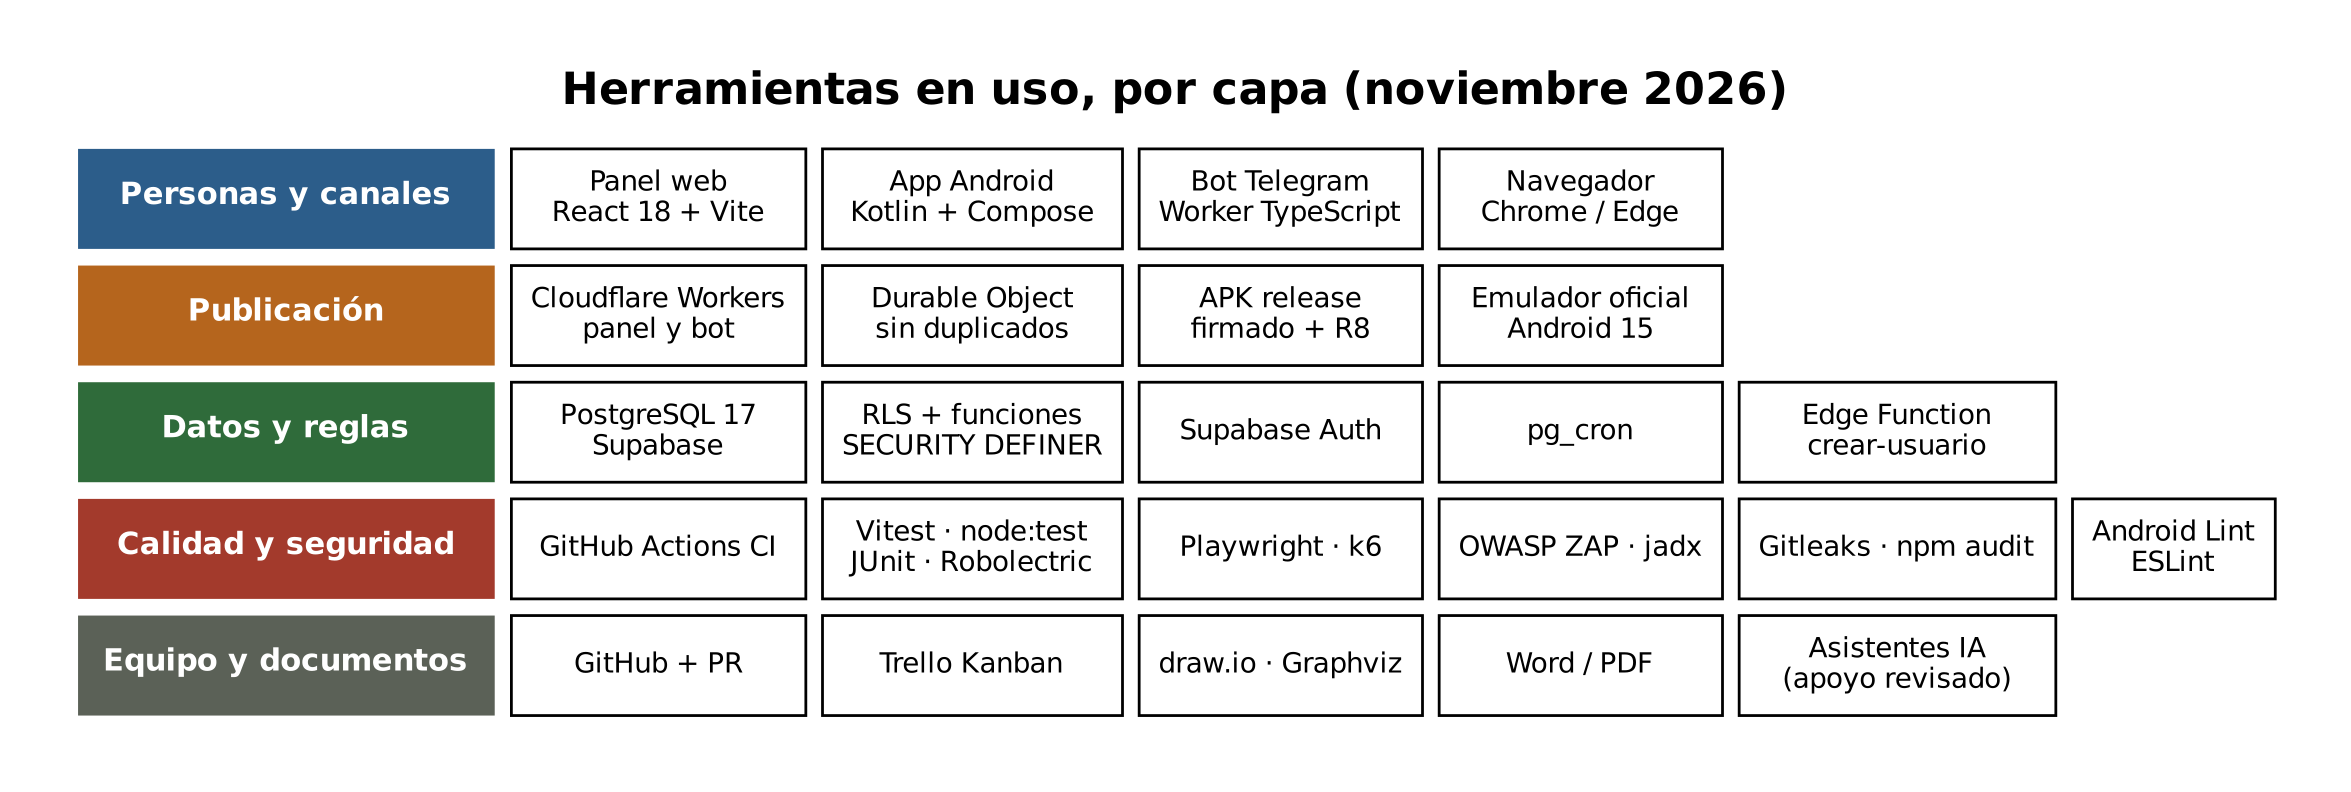 Herramientas en uso, por capa (noviembre 2026)
Personas y canales
Panel web
React 18 + Vite
App Android
Kotlin + Compose
Bot Telegram
Worker TypeScript
Navegador
Chrome / Edge
Publicación
Cloudflare Workers
panel y bot
Durable Object
sin duplicados
APK release
firmado + R8
Emulador oficial
Android 15
Datos y reglas
PostgreSQL 17
Supabase
RLS + funciones
SECURITY DEFINER
Supabase Auth
pg_cron
Edge Function
crear-usuario
Calidad y seguridad
GitHub Actions CI
Vitest · node:test
JUnit · Robolectric
Playwright · k6
OWASP ZAP · jadx
Gitleaks · npm audit
Android Lint
ESLint
Equipo y documentos
GitHub + PR
Trello Kanban
draw.io · Graphviz
Word / PDF
Asistentes IA
(apoyo revisado)